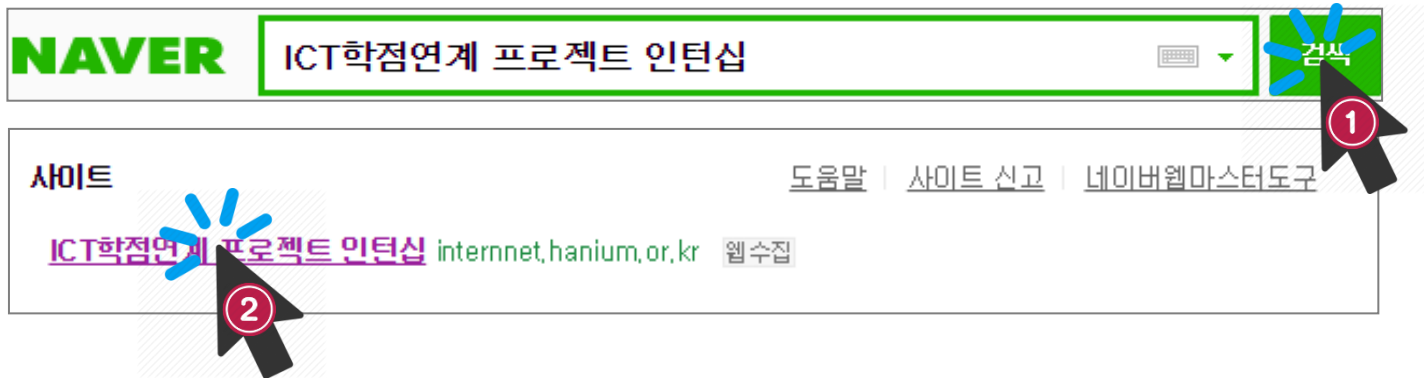 NAVER ICT학점연계 프로젝트 인턴십 검색
1
사이트 도움말 사이트 신고 네이버웹마스터도구
ICT학점연계 프로젝트 인턴십 internnet.hanium.or.kr 웹수집
2